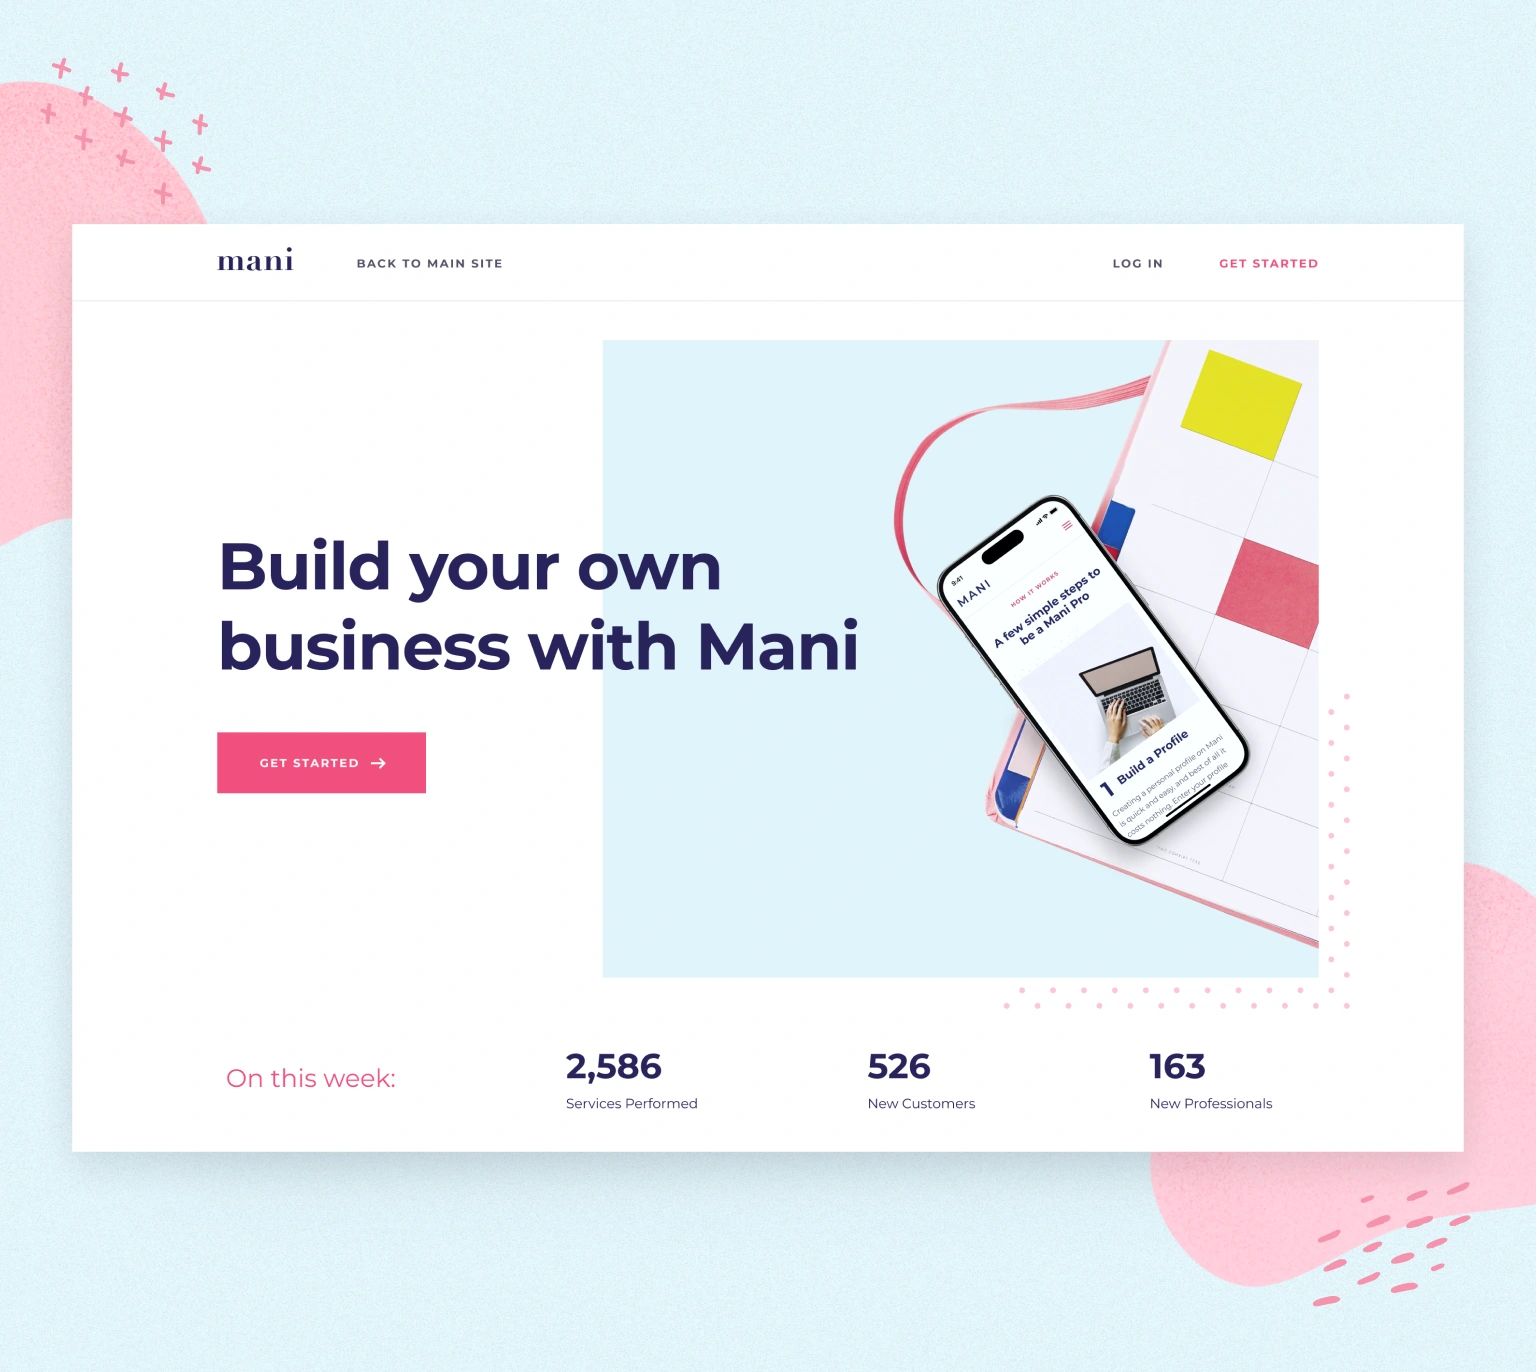 mani
BACK TO MAIN SITE
LOG IN
GET STARTED
Build your own
business with Mani
GET STARTED
9:41
MANI
HOW IT WORKS
A few simple steps to
be a Mani Pro
1 Build a Profile
Creating a personal profile on Mani
is quick and easy, and best of all it
costs nothing. Enter your profile
On this week:
2,586
Services Performed
526
New Customers
163
New Professionals